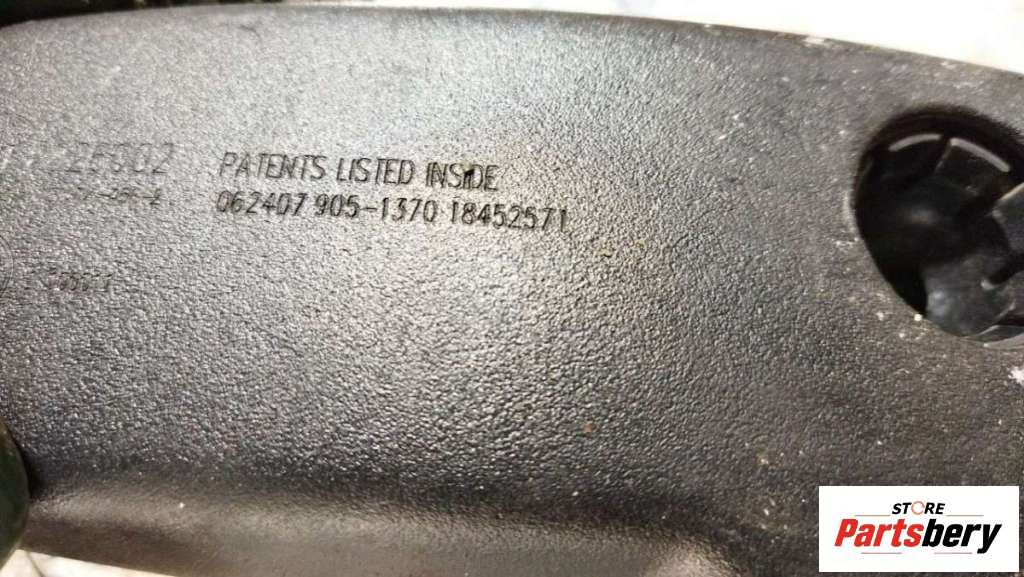 PATENTS LISTED INSIDE
062407 905-1370 18452571
STORE
Partsbery